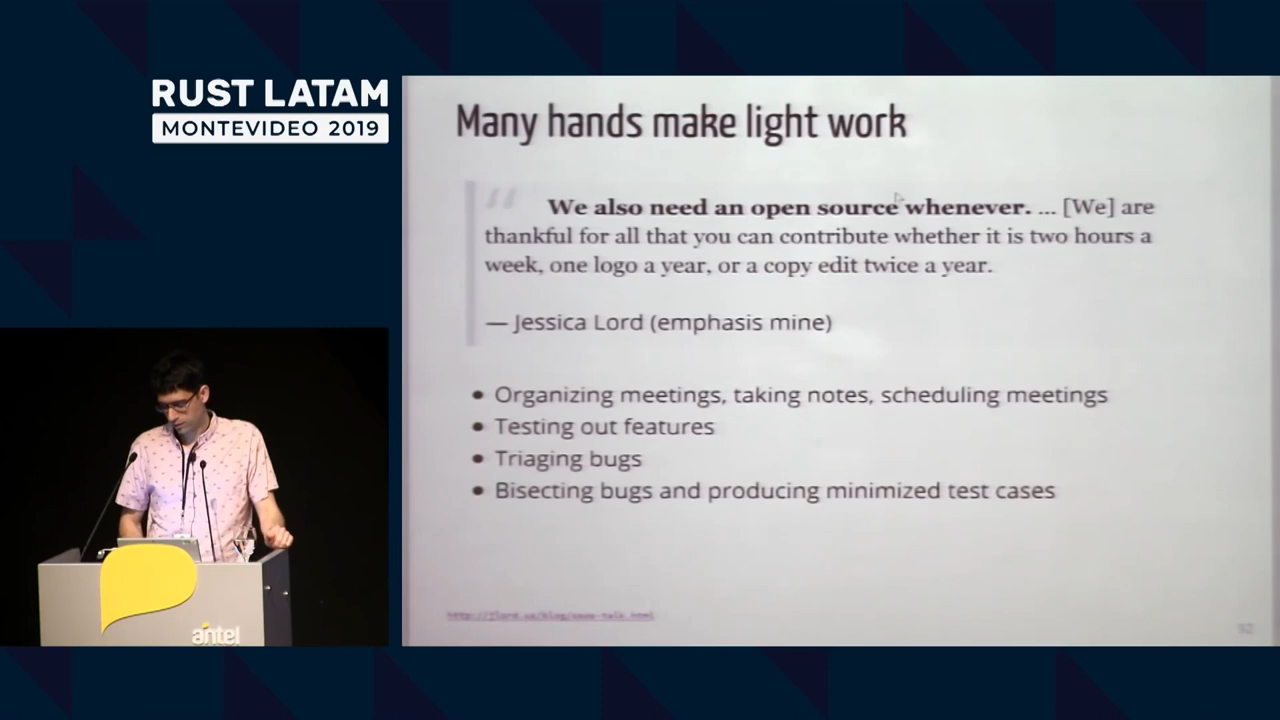 RUST LATAM
MONTEVIDEO 2019
Many hands make light work
“ We also need an open source whenever. ... [We] are
thankful for all that you can contribute whether it is two hours a
week, one logo a year, or a copy edit twice a year.
— Jessica Lord (emphasis mine)
• Organizing meetings, taking notes, scheduling meetings
• Testing out features
• Triaging bugs
• Bisecting bugs and producing minimized test cases
antel
92